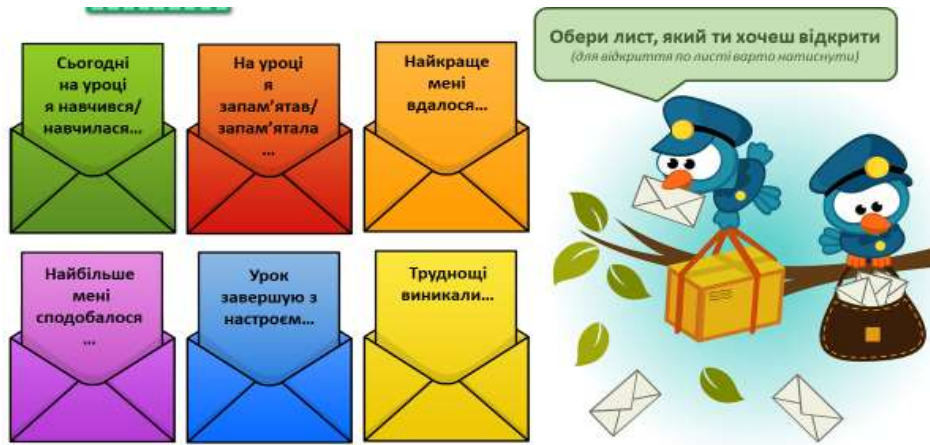 Сьогодні
на уроці
я навчився/
навчилася...
На уроці
я
запам’ятав/
запам’ятала
...
Найкраще
мені
вдалося...
Обери лист, який ти хочеш відкрити
(для відкриття по листі варто натиснути)
Найбільше
мені
сподобалося
...
Урок
завершую з
настроєм...
Труднощі
виникали...